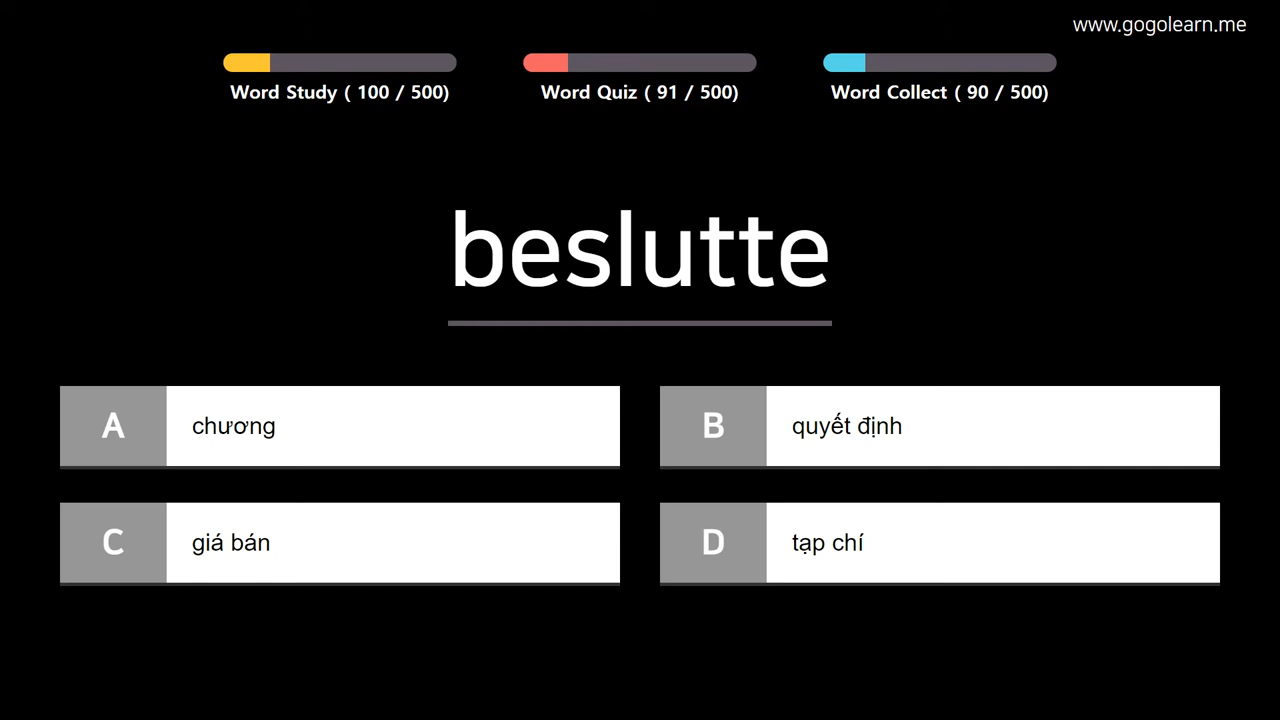 www.gogolearn.me
Word Study ( 100 / 500)
Word Quiz ( 91 / 500)
Word Collect ( 90 / 500)
beslutte
A chương
B quyết định
C giá bán
D tạp chí